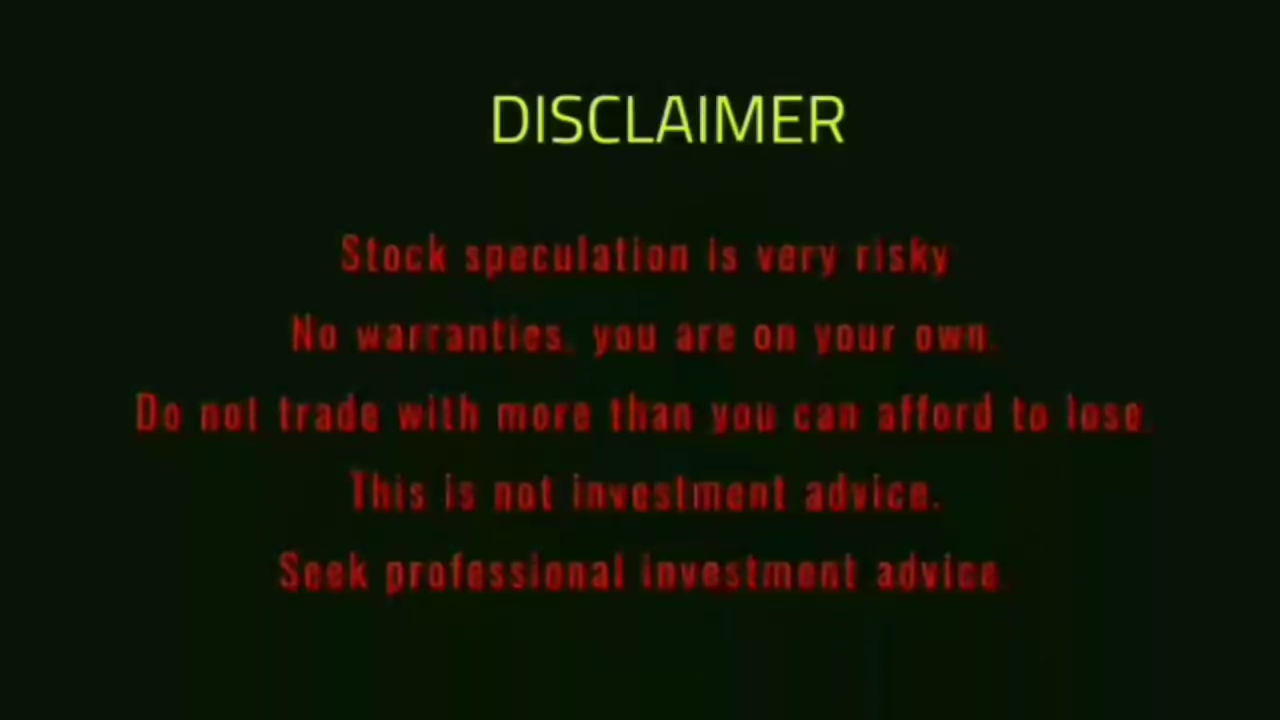 DISCLAIMER
Stock speculation is very risky
No warranties, you are on your own.
Do not trade with more than you can afford to lose.
This is not investment advice.
Seek professional investment advice